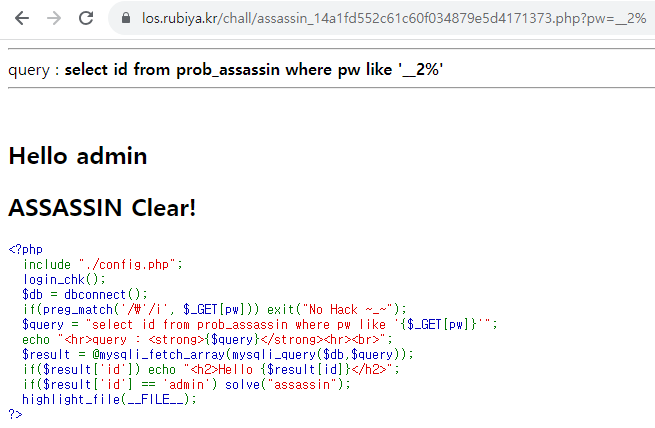 los.rubiya.kr/chall/assassin_14a1fd552c61c60f034879e5d4171373.php?pw=__2%
query : select id from prob_assassin where pw like '__2%'
Hello admin
ASSASSIN Clear!
<?php
  include "./config.php";
  login_chk();
  $db = dbconnect();
  if(preg_match('/₩'/i', $_GET[pw])) exit("No Hack ~_~");
  $query = "select id from prob_assassin where pw like '{$_GET[pw]}'";
  echo "<hr>query : <strong>{$query}</strong><hr><br>";
  $result = @mysqli_fetch_array(mysqli_query($db,$query));
  if($result['id']) echo "<h2>Hello {$result[id]}</h2>";
  if($result['id'] == 'admin') solve("assassin");
  highlight_file(__FILE__);
?>